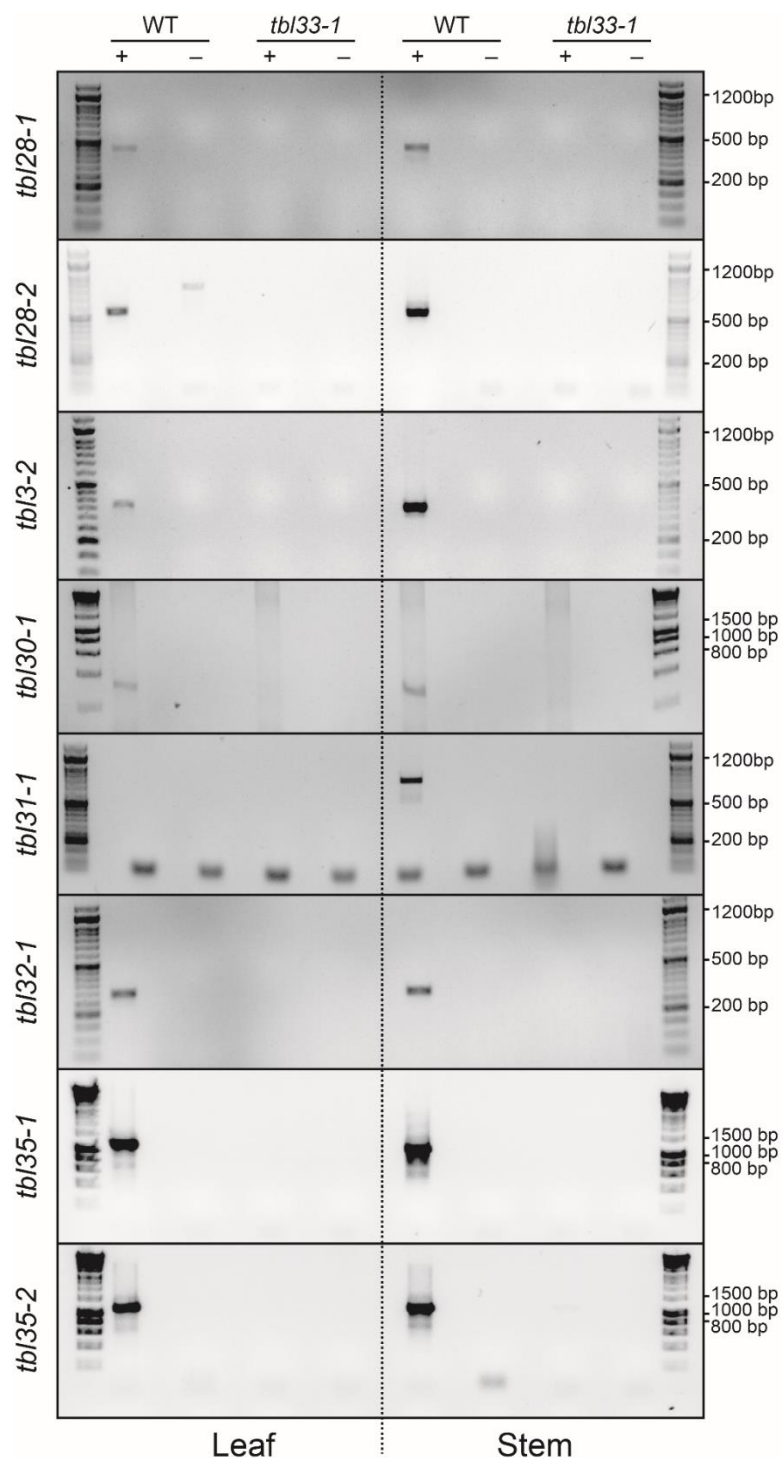 WT tbl33-1 WT tbl33-1
+ – + – + – + –
tbl28-1
1200bp
500 bp
200 bp
tbl28-2
1200bp
500 bp
200 bp
tbl3-2
1200bp
500 bp
200 bp
tbl30-1
1500 bp
1000 bp
800 bp
tbl31-1
1200bp
500 bp
200 bp
tbl32-1
1200bp
500 bp
200 bp
tbl35-1
1500 bp
1000 bp
800 bp
tbl35-2
1500 bp
1000 bp
800 bp
Leaf Stem